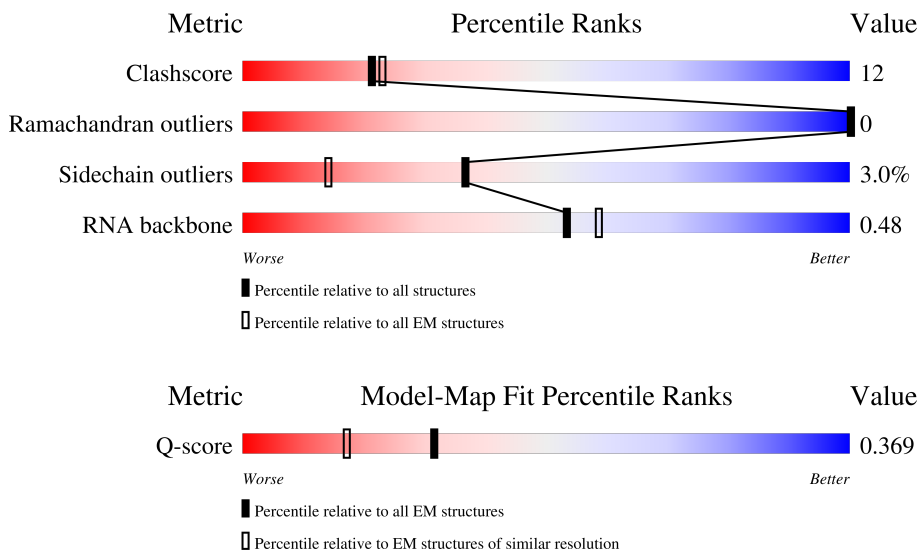 Metric Percentile Ranks Value
Clashscore 12
Ramachandran outliers 0
Sidechain outliers 3.0%
RNA backbone 0.48
Worse Better
Percentile relative to all structures
Percentile relative to all EM structures
Metric Model-Map Fit Percentile Ranks Value
Q-score 0.369
Worse Better
Percentile relative to all EM structures
Percentile relative to EM structures of similar resolution